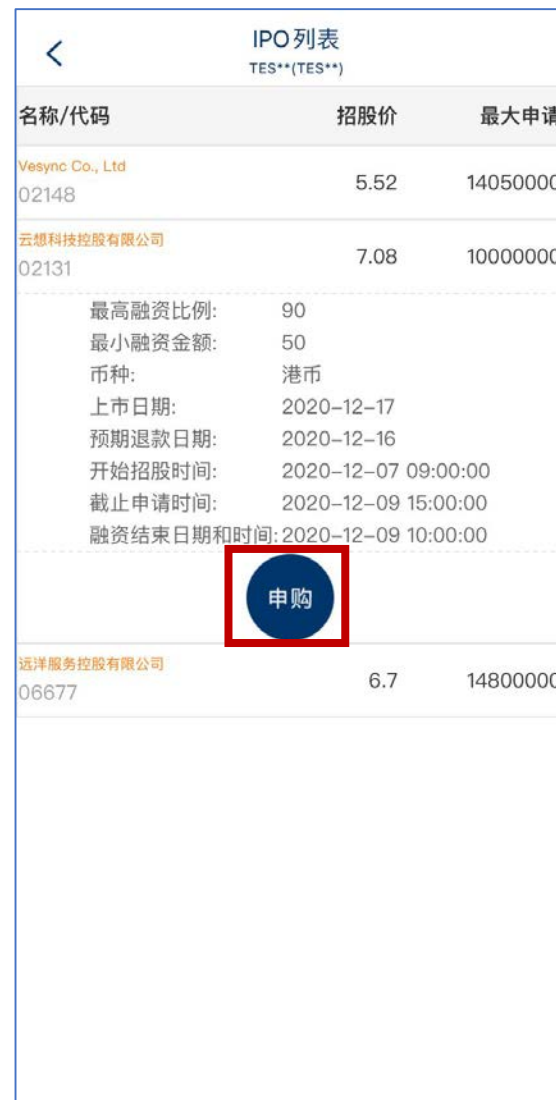 IPO列表
TES**(TES**)
名称/代码 招股价 最大申请
Vesync Co., Ltd
02148 5.52 14050000
云想科技控股有限公司
02131 7.08 10000000
最高融资比例: 90
最小融资金额: 50
币种: 港币
上市日期: 2020-12-17
预期退款日期: 2020-12-16
开始招股时间: 2020-12-07 09:00:00
截止申请时间: 2020-12-09 15:00:00
融资结束日期和时间: 2020-12-09 10:00:00
申购
远洋服务控股有限公司
06677 6.7 14800000